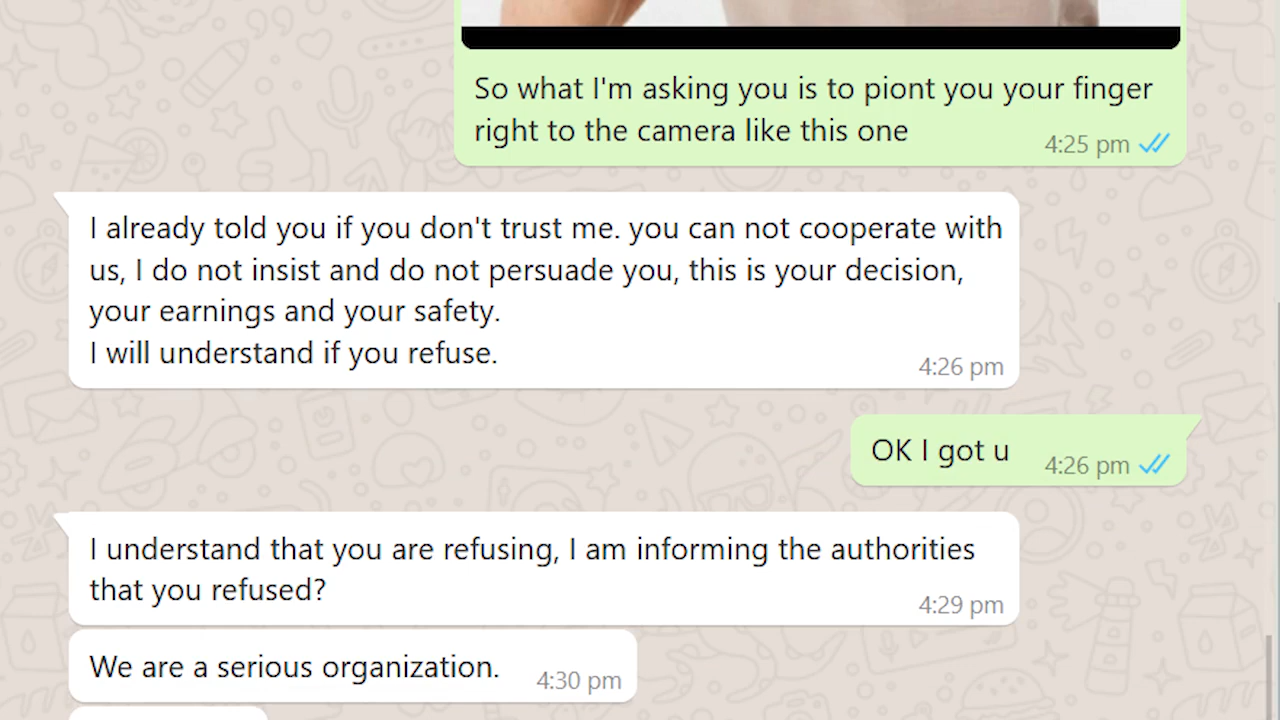 So what I'm asking you is to piont you your finger
right to the camera like this one
4:25 pm
I already told you if you don't trust me. you can not cooperate with
us, I do not insist and do not persuade you, this is your decision,
your earnings and your safety.
I will understand if you refuse.
4:26 pm
OK I got u
4:26 pm
I understand that you are refusing, I am informing the authorities
that you refused?
4:29 pm
We are a serious organization.
4:30 pm